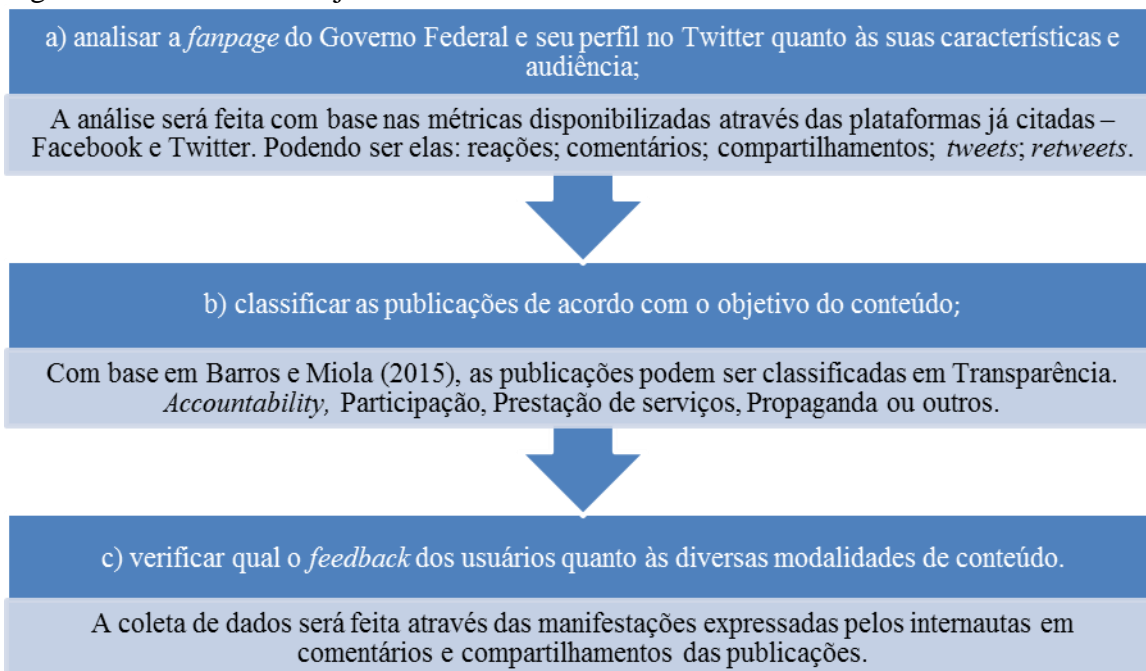 a) analisar a fanpage do Governo Federal e seu perfil no Twitter quanto às suas características e
audiência;
A análise será feita com base nas métricas disponibilizadas através das plataformas já citadas –
Facebook e Twitter. Podendo ser elas: reações; comentários; compartilhamentos; tweets; retweets.
b) classificar as publicações de acordo com o objetivo do conteúdo;
Com base em Barros e Miola (2015), as publicações podem ser classificadas em Transparência.
Accountability, Participação, Prestação de serviços, Propaganda ou outros.
c) verificar qual o feedback dos usuários quanto às diversas modalidades de conteúdo.
A coleta de dados será feita através das manifestações expressadas pelos internautas em
comentários e compartilhamentos das publicações.